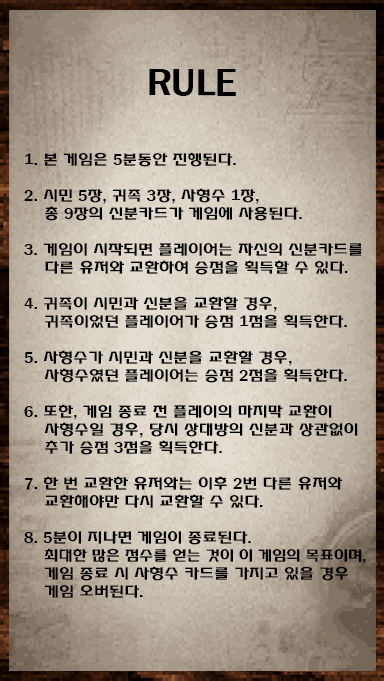 RULE
1. 본 게임은 5분동안 진행된다.
2. 시민 5장, 귀족 3장, 사형수 1장,
총 9장의 신분카드가 게임에 사용된다.
3. 게임이 시작되면 플레이어는 자신의 신분카드를
다른 유저와 교환하여 승점을 획득할 수 있다.
4. 귀족이 시민과 신분을 교환할 경우,
귀족이었던 플레이어가 승점 1점을 획득한다.
5. 사형수가 시민과 신분을 교환할 경우,
사형수였던 플레이어는 승점 2점을 획득한다.
6. 또한, 게임 종료 전 플레이의 마지막 교환이
사형수일 경우, 당시 상대방의 신분과 상관없이
추가 승점 3점을 획득한다.
7. 한 번 교환한 유저와는 이후 2번 다른 유저와
교환해야만 다시 교환할 수 있다.
8. 5분이 지나면 게임이 종료된다.
최대한 많은 점수를 얻는 것이 이 게임의 목표이며,
게임 종료 시 사형수 카드를 가지고 있을 경우
게임 오버된다.